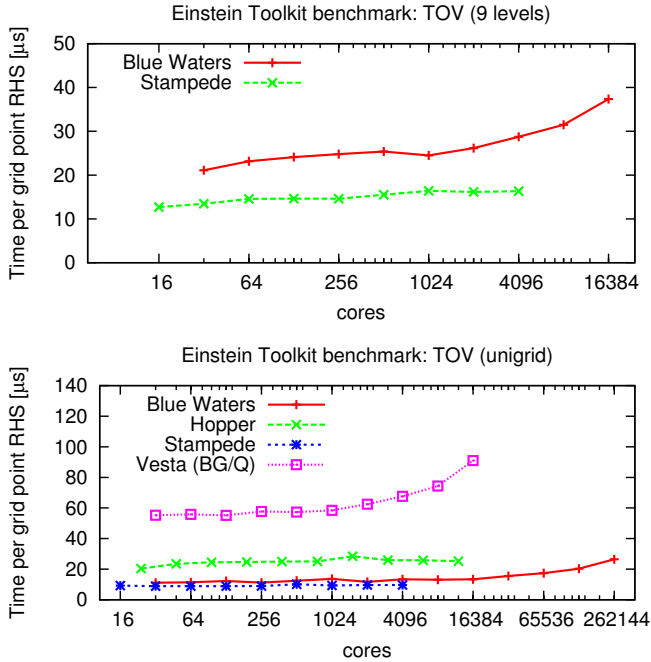 Einstein Toolkit benchmark: TOV (9 levels)
Time per grid point RHS [µs]
50
40
30
20
10
0
Blue Waters
Stampede
16 64 256 1024 4096 16384
cores
Einstein Toolkit benchmark: TOV (unigrid)
Time per grid point RHS [µs]
140
120
100
80
60
40
20
0
Blue Waters
Hopper
Stampede
Vesta (BG/Q)
16 64 256 1024 4096 16384 65536 262144
cores